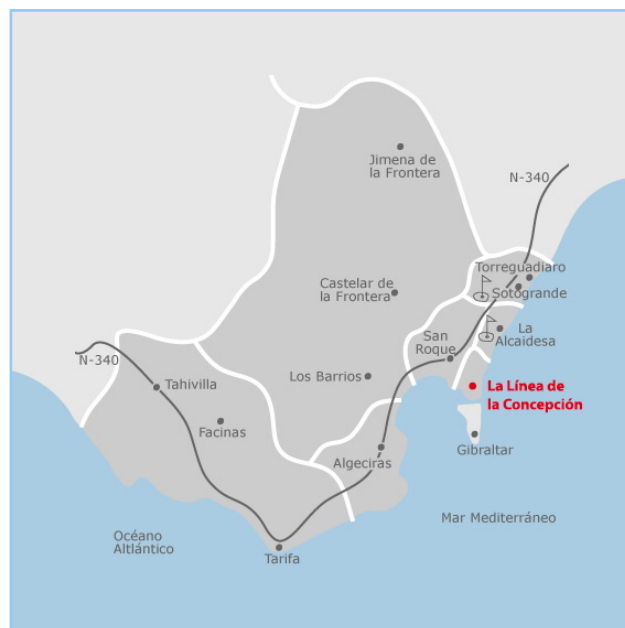 Jimena de
la Frontera
N-340
Torreguadiaro
Sotogrande
Castelar de
la Frontera
La
Alcaidesa
San
Roque
N-340
Tahivilla
Los Barrios
La Línea de
la Concepción
Facinas
Algeciras
Gibraltar
Mar Mediterráneo
Océano
Altlántico
Tarifa